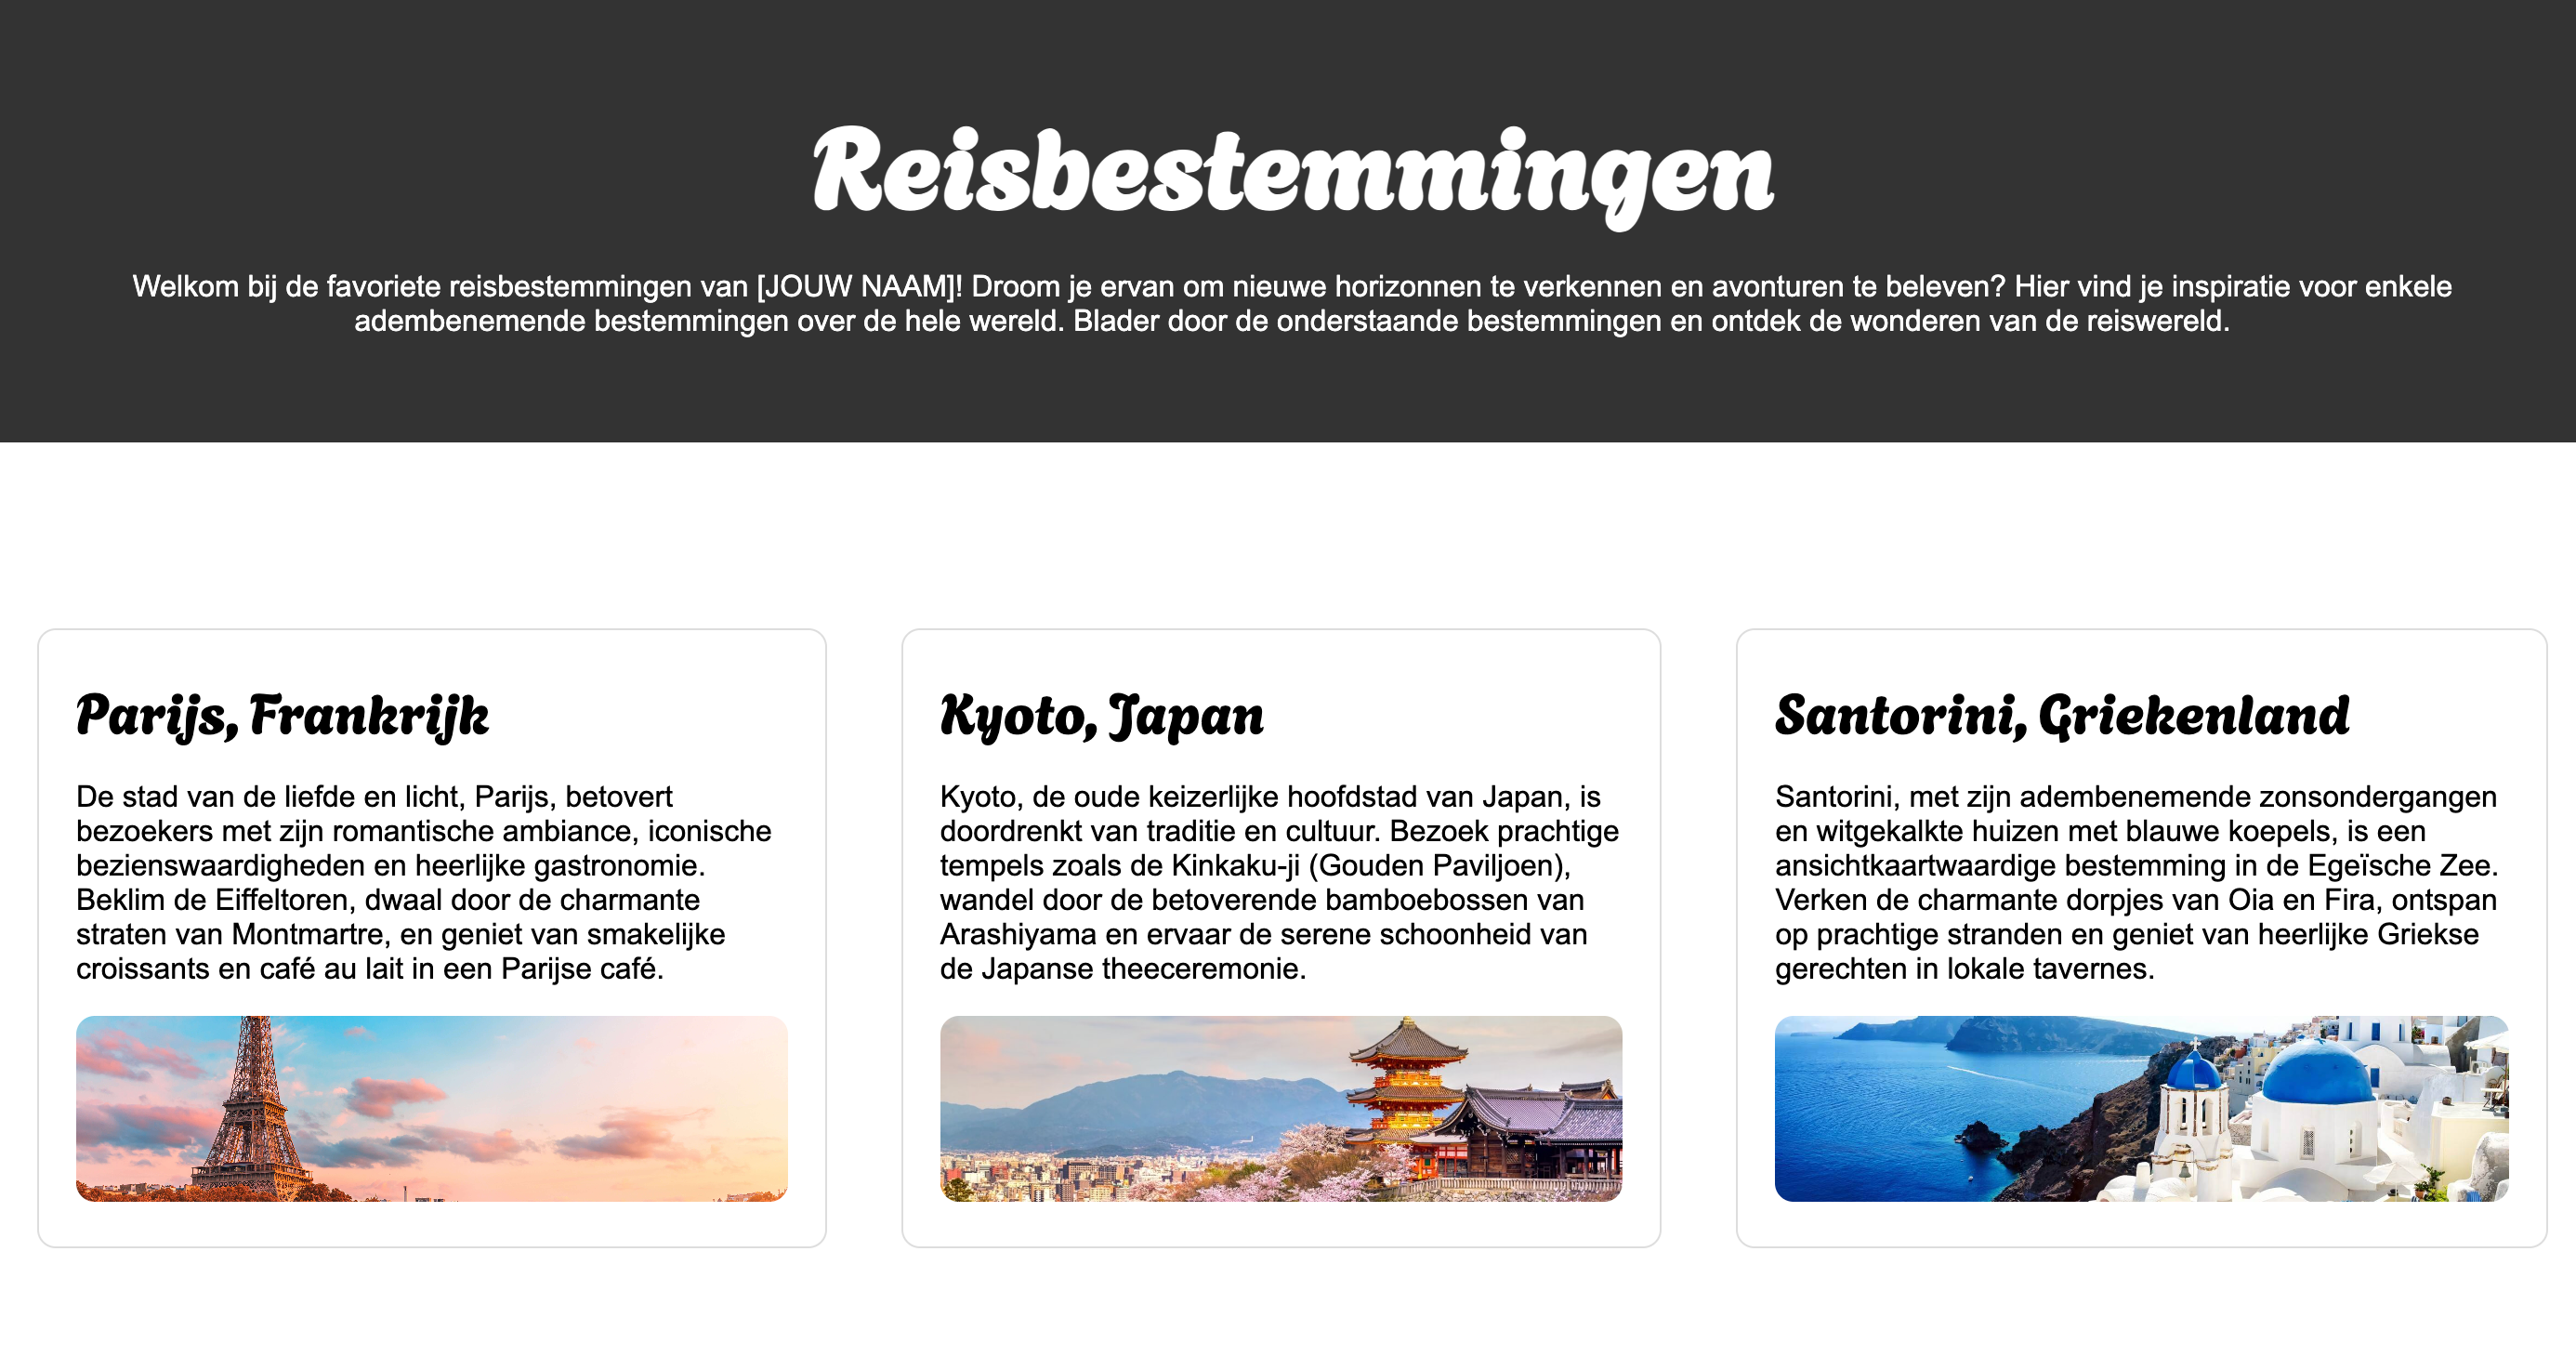 Reisbestemmingen
Welkom bij de favoriete reisbestemmingen van [JOUW NAAM]! Droom je ervan om nieuwe horizonnen te verkennen en avonturen te beleven? Hier vind je inspiratie voor enkele
adembenemende bestemmingen over de hele wereld. Blader door de onderstaande bestemmingen en ontdek de wonderen van de reiswereld.
Parijs, Frankrijk
De stad van de liefde en licht, Parijs, betovert
bezoekers met zijn romantische ambiance, iconische
bezienswaardigheden en heerlijke gastronomie.
Beklim de Eiffeltoren, dwaal door de charmante
straten van Montmartre, en geniet van smakelijke
croissants en café au lait in een Parijse café.
Kyoto, Japan
Kyoto, de oude keizerlijke hoofdstad van Japan, is
doordrenkt van traditie en cultuur. Bezoek prachtige
tempels zoals de Kinkaku-ji (Gouden Paviljoen),
wandel door de betoverende bamboebossen van
Arashiyama en ervaar de serene schoonheid van
de Japanse theeceremonie.
Santorini, Griekenland
Santorini, met zijn adembenemende zonsondergangen
en witgekalkte huizen met blauwe koepels, is een
ansichtkaartwaardige bestemming in de Egeïsche Zee.
Verken de charmante dorpjes van Oia en Fira, ontspan
op prachtige stranden en geniet van heerlijke Griekse
gerechten in lokale tavernes.